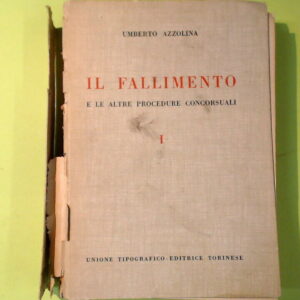 UMBERTO AZZOLINA
IL FALLIMENTO
E LE ALTRE PROCEDURE CONCORSUALI
I
UNIONE TIPOGRAFICO-EDITRICE TORINESE